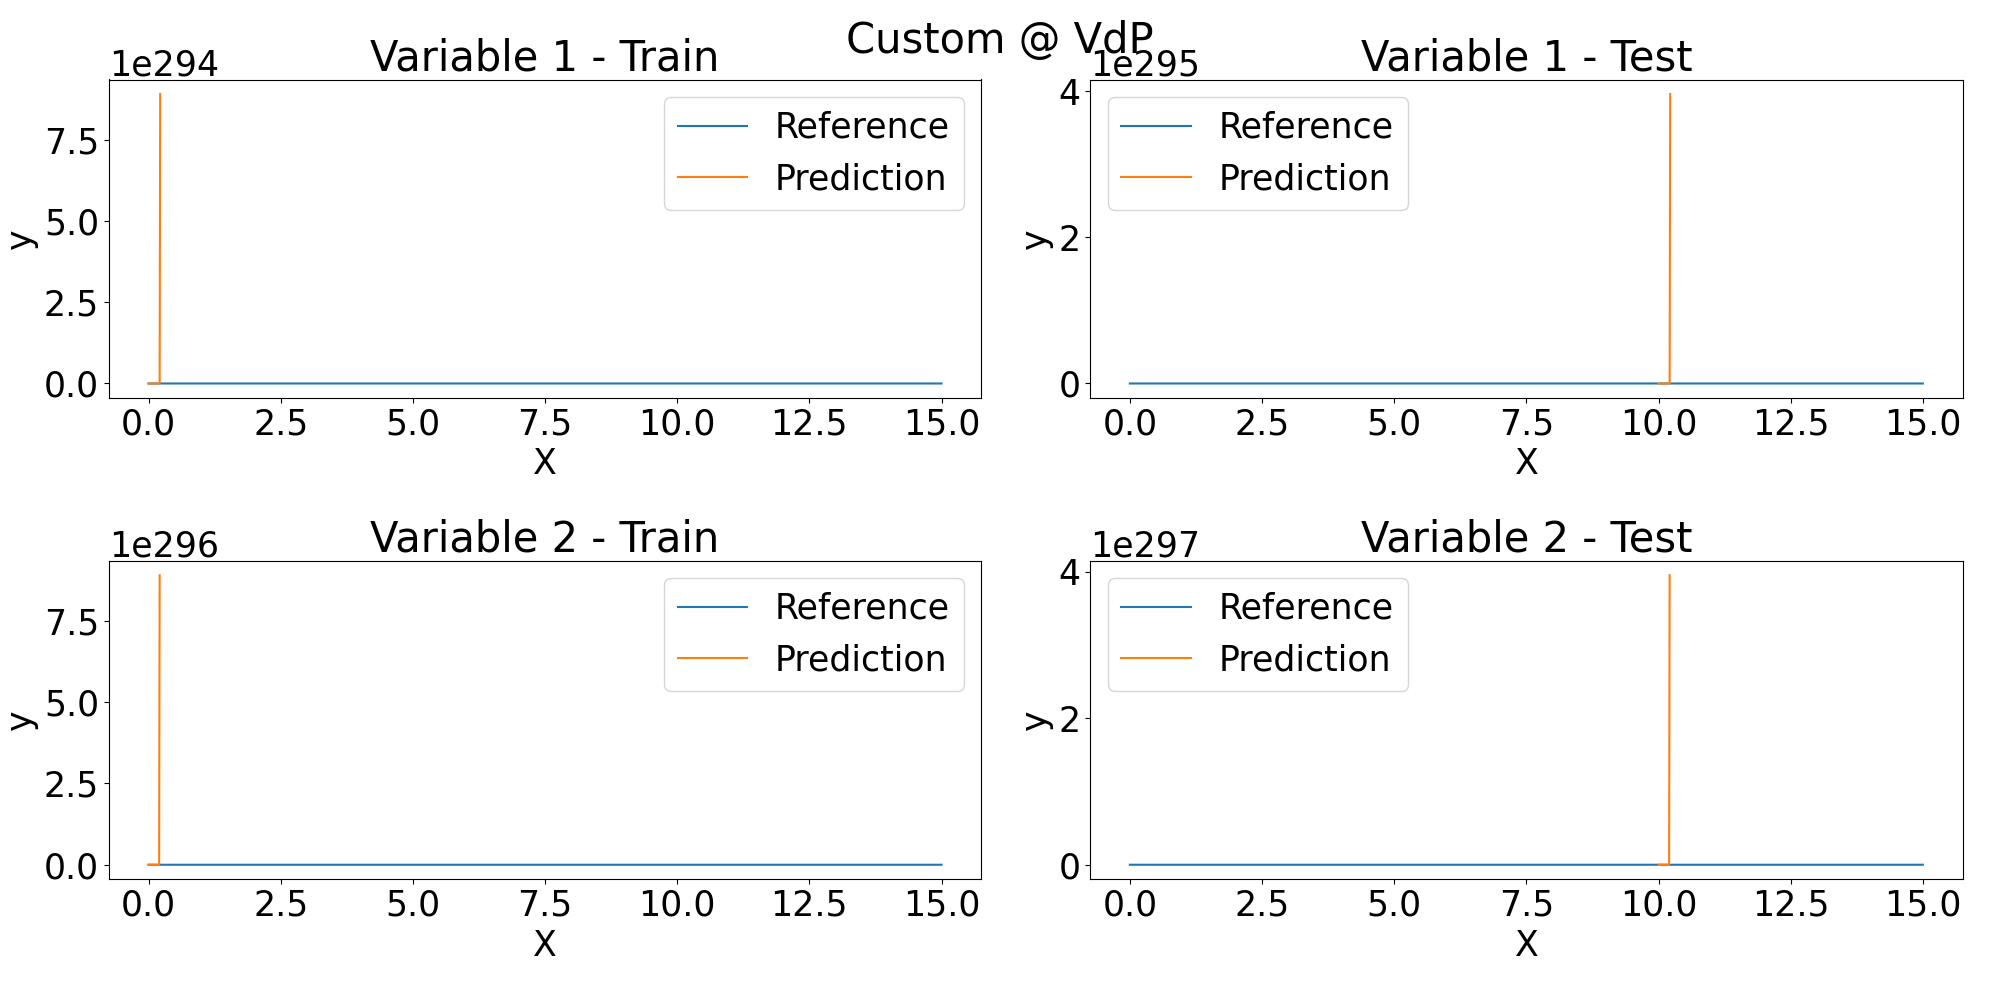 Custom @ VdP
Variable 1 - Train
1e294
7.5
5.0
2.5
0.0
y
Reference
Prediction
0.0 2.5 5.0 7.5 10.0 12.5 15.0
X
Variable 1 - Test
1e295
4
2
0
y
Reference
Prediction
0.0 2.5 5.0 7.5 10.0 12.5 15.0
X
Variable 2 - Train
1e296
7.5
5.0
2.5
0.0
y
Reference
Prediction
0.0 2.5 5.0 7.5 10.0 12.5 15.0
X
Variable 2 - Test
1e297
4
2
0
y
Reference
Prediction
0.0 2.5 5.0 7.5 10.0 12.5 15.0
X